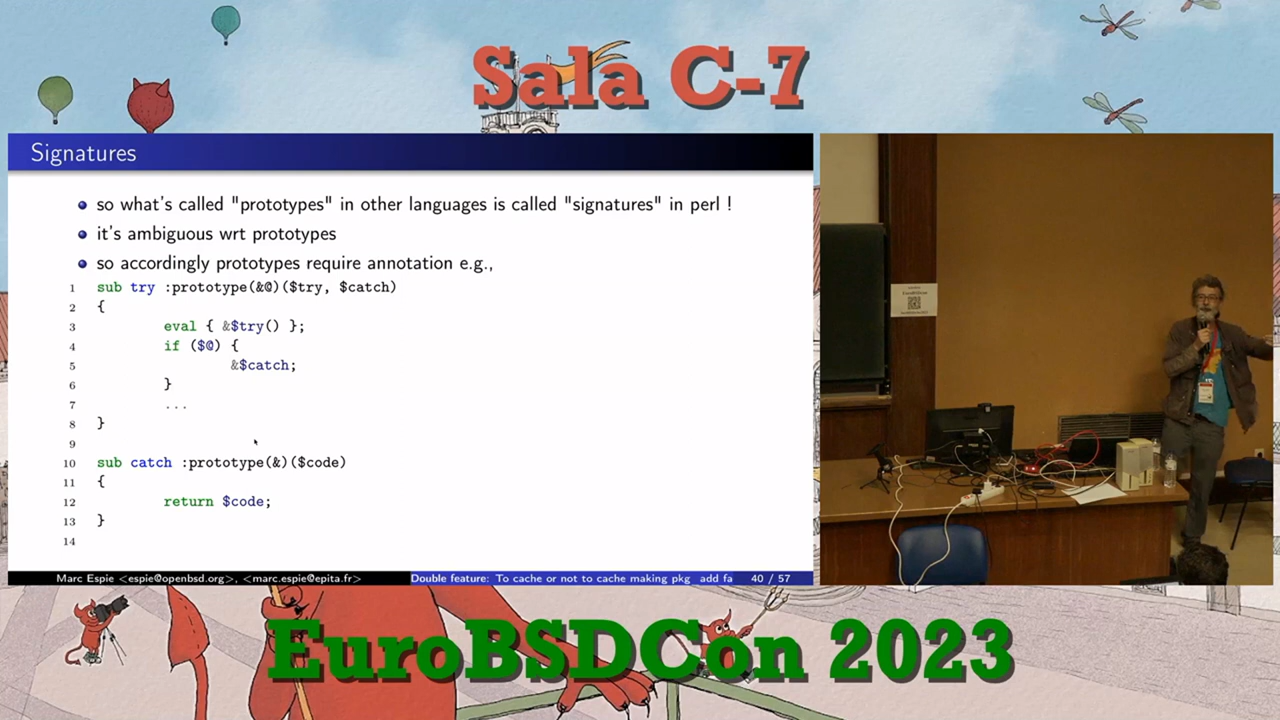 Sala C-7
Signatures
so what's called "prototypes" in other languages is called "signatures" in perl !
it's ambiguous wrt prototypes
so accordingly prototypes require annotation e.g.,
1 sub try :prototype(&@)($try, $catch)
2 {
3 eval { &$try() };
4 if ($@) {
5 &$catch;
6 }
7 ...
8 }
9
10 sub catch :prototype(&)($code)
11 {
12 return $code;
13 }
14
Marc Espie <espie@openbsd.org>, <marc.espie@epita.fr>
Double feature: To cache or not to cache making pkg_add fa
40 / 57
EuroBSDCon 2023